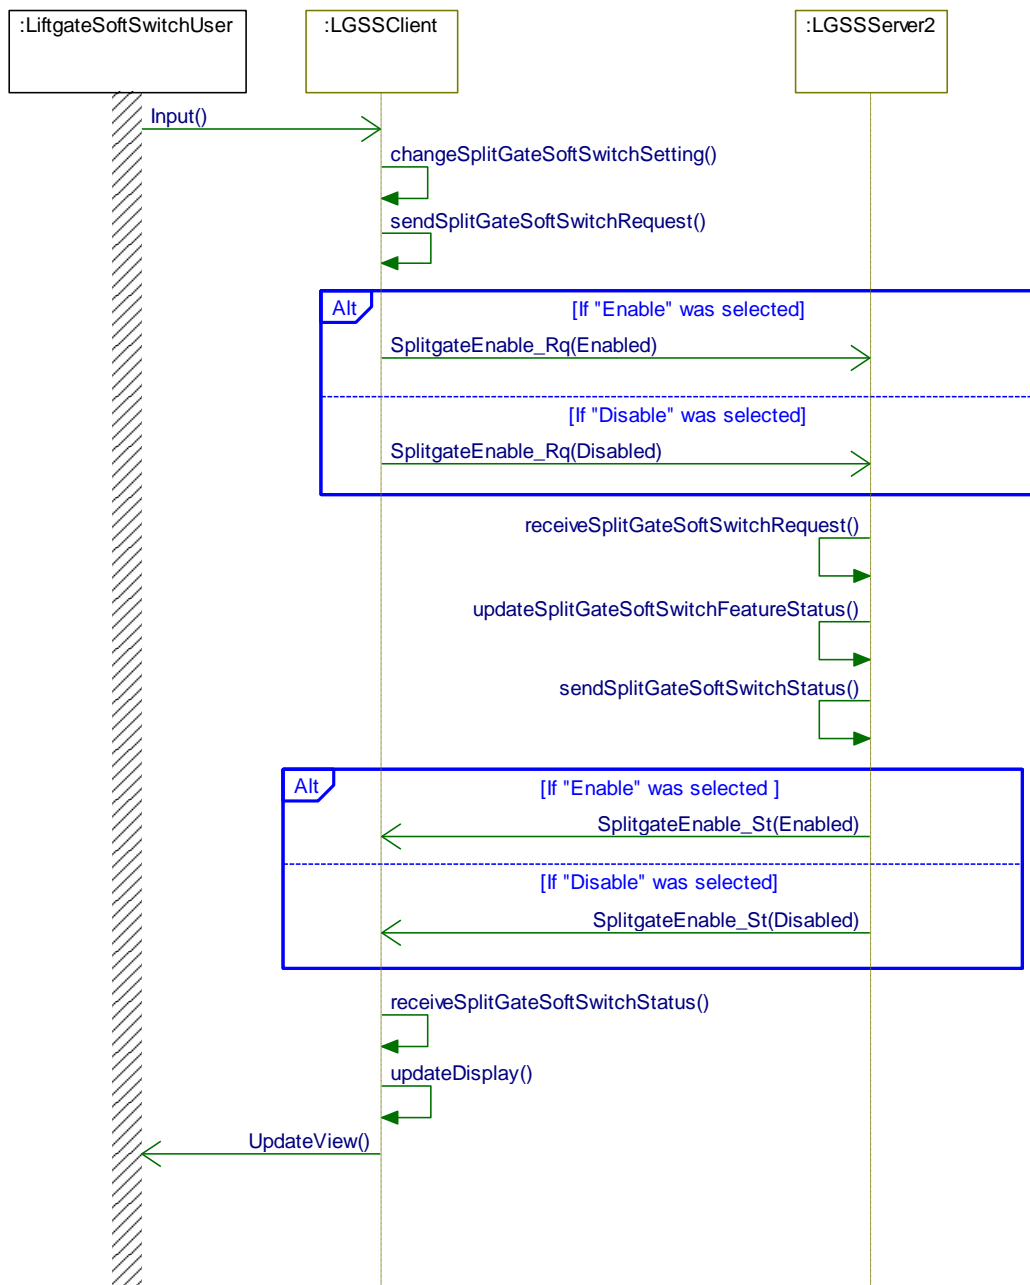 :LiftgateSoftSwitchUser
:LGSSClient
:LGSSServer2
Input()
changeSplitGateSoftSwitchSetting()
sendSplitGateSoftSwitchRequest()
Alt
[If "Enable" was selected]
SplitgateEnable_Rq(Enabled)
[If "Disable" was selected]
SplitgateEnable_Rq(Disabled)
receiveSplitGateSoftSwitchRequest()
updateSplitGateSoftSwitchFeatureStatus()
sendSplitGateSoftSwitchStatus()
Alt
[If "Enable" was selected ]
SplitgateEnable_St(Enabled)
[If "Disable" was selected]
SplitgateEnable_St(Disabled)
receiveSplitGateSoftSwitchStatus()
updateDisplay()
UpdateView()